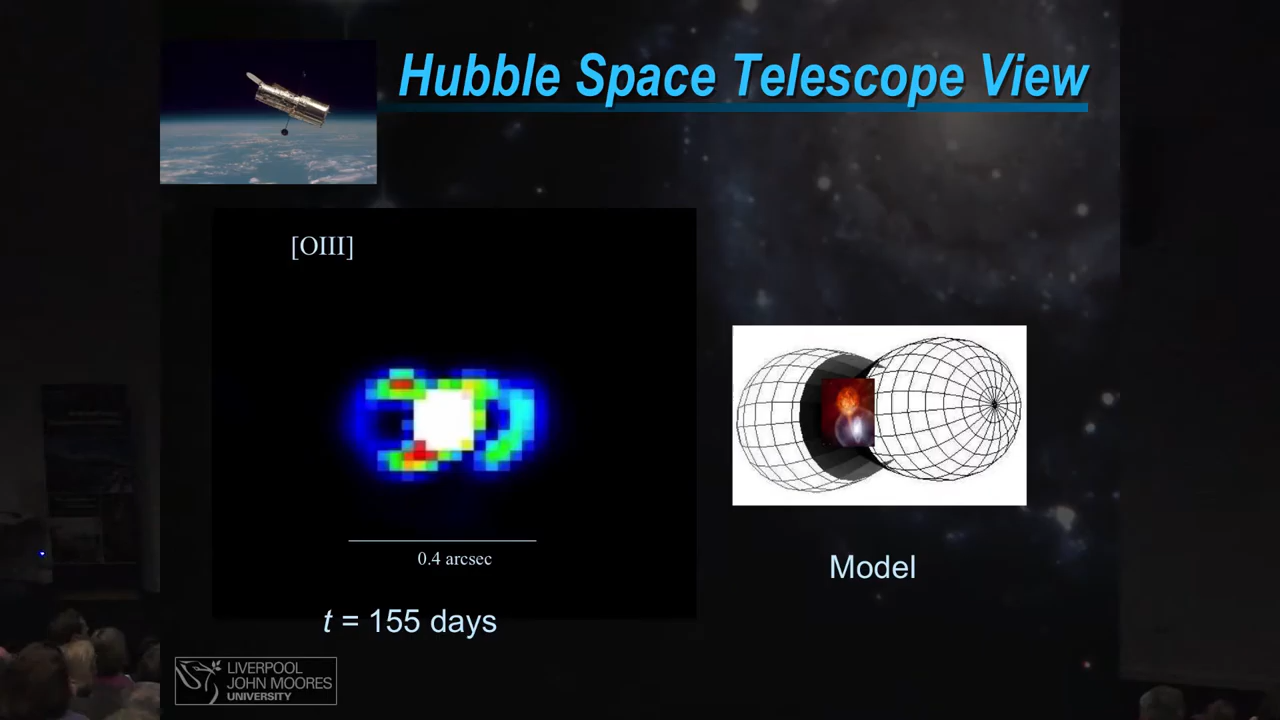 Hubble Space Telescope View
[OIII]
0.4 arcsec
t = 155 days
Model
LIVERPOOL
JOHN MOORES
UNIVERSITY